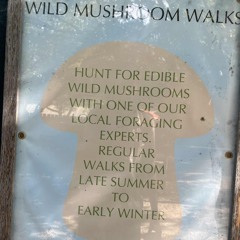 WILD MUSHROOM WALKS
HUNT FOR EDIBLE
WILD MUSHROOMS
WITH ONE OF OUR
LOCAL FORAGING
EXPERTS.
REGULAR
WALKS FROM
LATE SUMMER
TO
EARLY WINTER